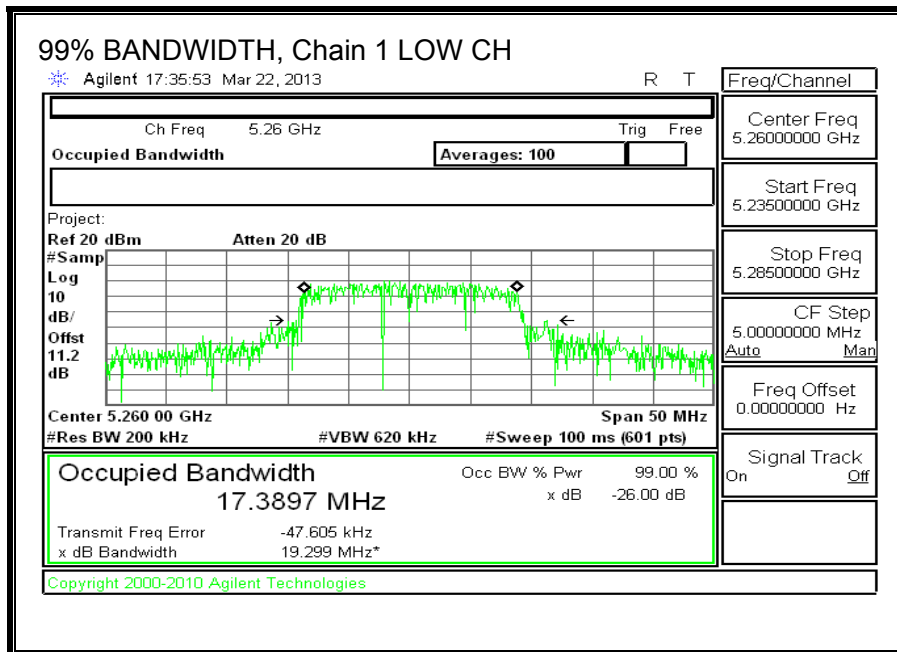 99% BANDWIDTH, Chain 1 LOW CH
Agilent 17:35:53 Mar 22, 2013 R T
Freq/Channel
Ch Freq 5.26 GHz Trig Free
Occupied Bandwidth Averages: 100
Center Freq
5.26000000 GHz
Start Freq
5.23500000 GHz
Stop Freq
5.28500000 GHz
CF Step
5.00000000 MHz
Auto Man
Freq Offset
0.00000000 Hz
Signal Track
On Off
Project:
Ref 20 dBm Atten 20 dB
#Samp
Log
10
dB/
Offst
11.2
dB
Center 5.260 00 GHz Span 50 MHz
#Res BW 200 kHz #VBW 620 kHz #Sweep 100 ms (601 pts)
Occupied Bandwidth Occ BW % Pwr 99.00 %
17.3897 MHz x dB -26.00 dB
Transmit Freq Error -47.605 kHz
x dB Bandwidth 19.299 MHz*
Copyright 2000-2010 Agilent Technologies